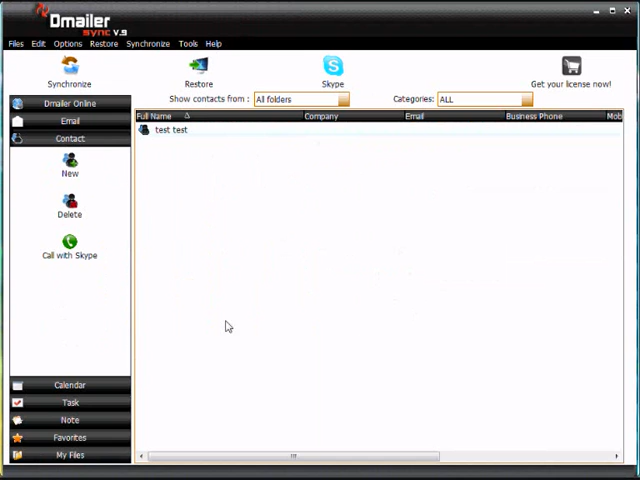 Dmailer
sync v.9
Files Edit Options Restore Synchronize Tools Help
Synchronize Restore Skype Get your license now!
Dmailer Online Show contacts from : All folders Categories: ALL
Email Full Name Company Email Business Phone Mob
Contact test test
New
Delete
Call with Skype
Calendar
Task
Note
Favorites
My Files